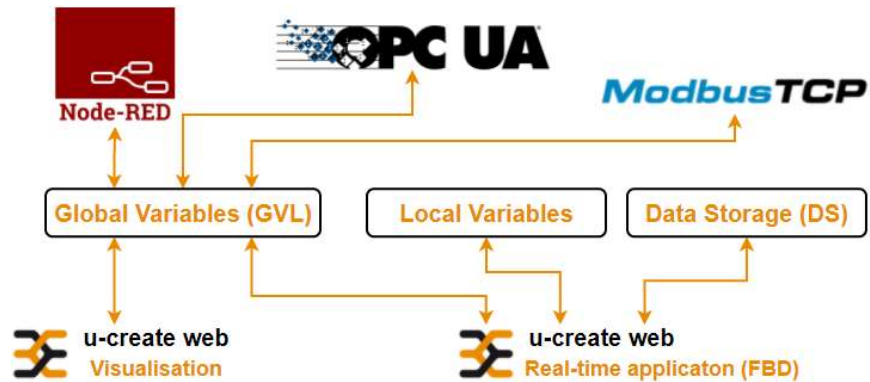 OPC UA
Node-RED
ModbusTCP
Global Variables (GVL)
Local Variables
Data Storage (DS)
u-create web
Visualisation
u-create web
Real-time applicaton (FBD)